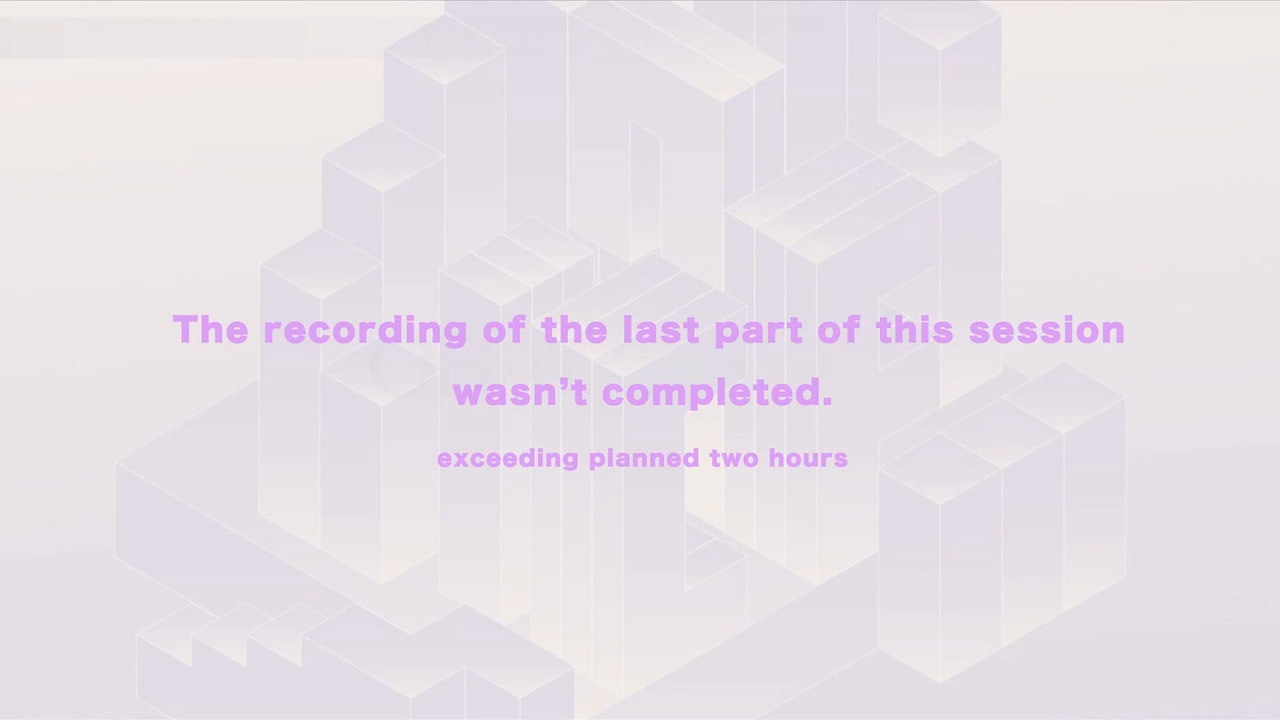 The recording of the last part of this session
wasn’t completed.
exceeding planned two hours